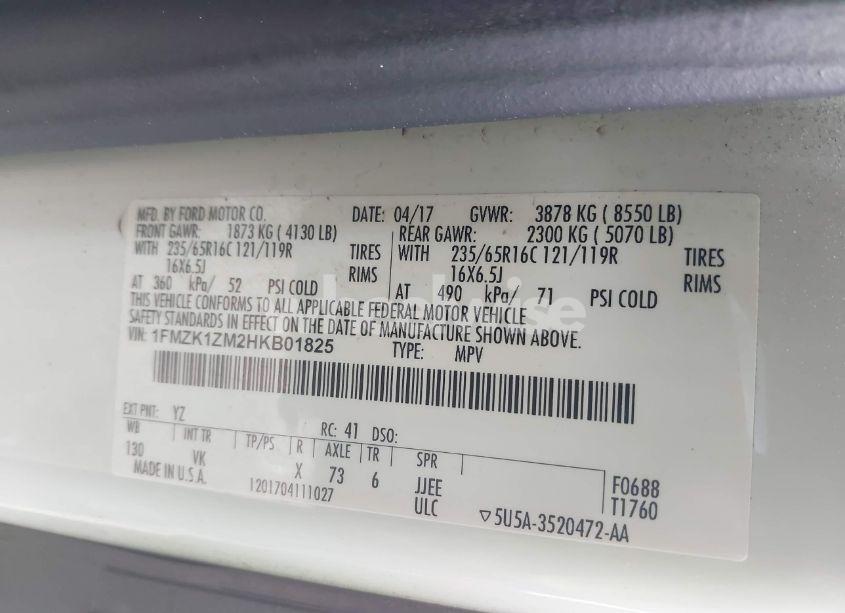 MFD. BY FORD MOTOR CO. DATE: 04/17 GVWR: 3878 KG ( 8550 LB)
FRONT GAWR: 1873 KG ( 4130 LB) REAR GAWR: 2300 KG ( 5070 LB)
WITH 235/65R16C 121/119R TIRES WITH 235/65R16C 121/119R TIRES
16X6.5J RIMS 16X6.5J RIMS
AT 360 kPa/ 52 PSI COLD AT 490 kPa/ 71 PSI COLD
THIS VEHICLE CONFORMS TO ALL APPLICABLE FEDERAL MOTOR VEHICLE
SAFETY STANDARDS IN EFFECT ON THE DATE OF MANUFACTURE SHOWN ABOVE.
VIN: 1FMZK1ZM2HKB01825 TYPE: MPV
EXT PNT: YZ RC: 41 DSO:
WB INT TR TP/PS R AXLE TR SPR
130 VK X 73 6 JJEE F0688
MADE IN U.S.A. 1201704111027 ULC T1760
▽5U5A-3520472-AA